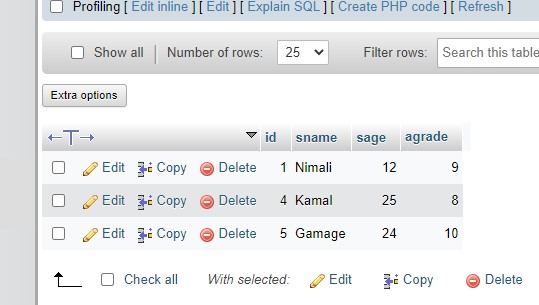 Profiling [ Edit inline ] [ Edit ] [ Explain SQL ] [ Create PHP code ] [ Refresh ]
Show all | Number of rows: 25 Filter rows: Search this table
Extra options
←T→ id sname sage agrade
Edit Copy Delete 1 Nimali 12 9
Edit Copy Delete 4 Kamal 25 8
Edit Copy Delete 5 Gamage 24 10
Check all With selected: Edit Copy Delete